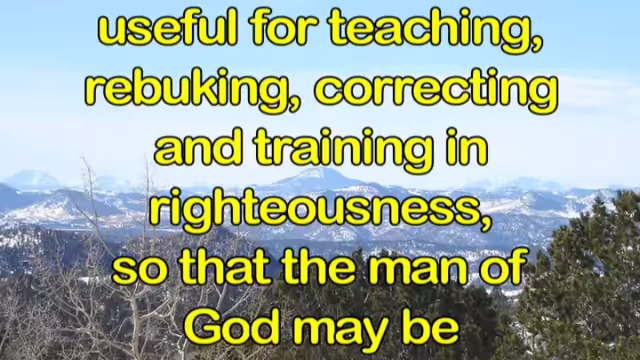 useful for teaching,
rebuking, correcting
and training in
righteousness,
so that the man of
God may be